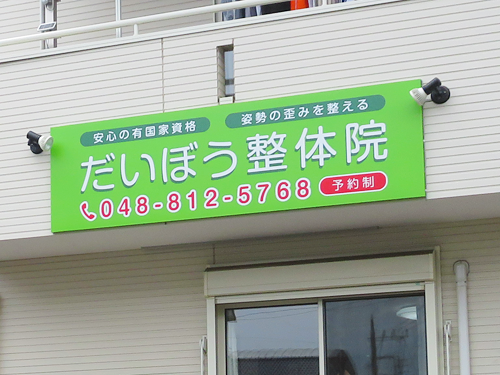 安心の有国家資格 姿勢の歪みを整える
だいぼう整体院
048-812-5768 予約制